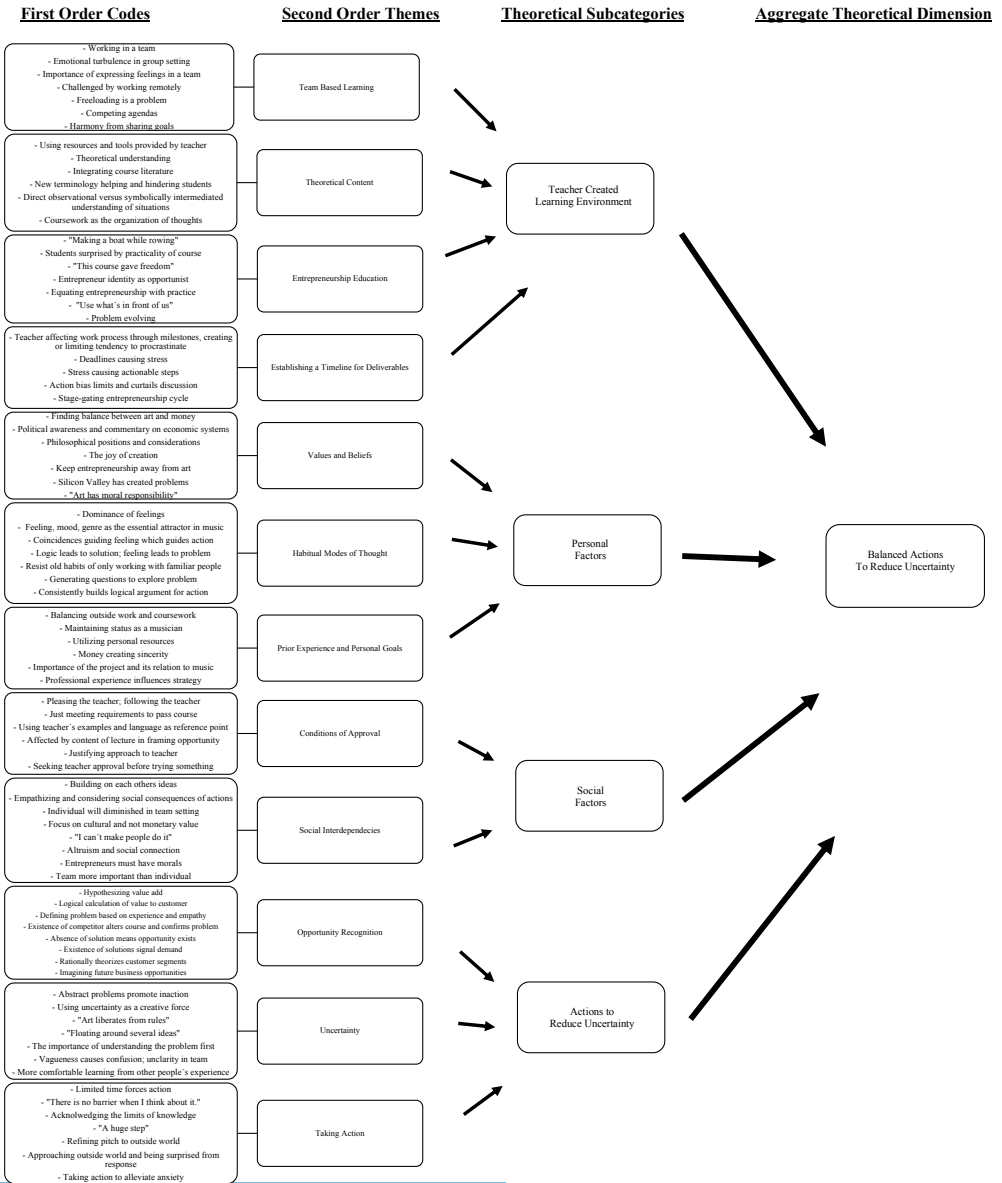 First Order Codes
Second Order Themes
Theoretical Subcategories
Aggregate Theoretical Dimension
- Working in a team
- Emotional turbulence in group setting
- Importance of expressing feelings in a team
- Challenged by working remotely
- Freeloading is a problem
- Competing agendas
- Harmony from sharing goals
Team Based Learning
- Using resources and tools provided by teacher
- Theoretical understanding
- Integrating course literature
- New terminology helping and hindering students
- Direct observational versus symbolically intermediated
understanding of situations
- Coursework as the organization of thoughts
Theoretical Content
Teacher Created
Learning Environment
- "Making a boat while rowing"
- Students surprised by practicality of course
- "This course gave freedom"
- Entrepreneur identity as opportunist
- Equating entrepreneurship with practice
- "Use what´s in front of us"
- Problem evolving
Entrepreneurship Education
- Teacher affecting work process through milestones, creating
or limiting tendency to procrastinate
- Deadlines causing stress
- Stress causing actionable steps
- Action bias limits and curtails discussion
- Stage-gating entrepreneurship cycle
Establishing a Timeline for Deliverables
- Finding balance between art and money
- Political awareness and commentary on economic systems
- Philosophical positions and considerations
- The joy of creation
- Keep entrepreneurship away from art
- Silicon Valley has created problems
- "Art has moral responsibility"
Values and Beliefs
- Dominance of feelings
- Feeling, mood, genre as the essential attractor in music
- Coincidences guiding feeling which guides action
- Logic leads to solution; feeling leads to problem
- Resist old habits of only working with familiar people
- Generating questions to explore problem
- Consistently builds logical argument for action
Habitual Modes of Thought
Personal
Factors
Balanced Actions
To Reduce Uncertainty
- Balancing outside work and coursework
- Maintaining status as a musician
- Utilizing personal resources
- Money creating sincerity
- Importance of the project and its relation to music
- Professional experience influences strategy
Prior Experience and Personal Goals
- Pleasing the teacher; following the teacher
- Just meeting requirements to pass course
- Using teacher´s examples and language as reference point
- Affected by content of lecture in framing opportunity
- Justifying approach to teacher
- Seeking teacher approval before trying something
Conditions of Approval
- Building on each others ideas
- Empathizing and considering social consequences of actions
- Individual will diminished in team setting
- Focus on cultural and not monetary value
- "I can´t make people do it"
- Altruism and social connection
- Entrepreneurs must have morals
- Team more important than individual
Social Interdependecies
Social
Factors
- Hypothesizing value add
- Logical calculation of value to customer
- Defining problem based on experience and empathy
- Existence of competitor alters course and confirms problem
- Absence of solution means opportunity exists
- Existence of solutions signal demand
- Rationally theorizes customer segments
- Imagining future business opportunities
Opportunity Recognition
- Abstract problems promote inaction
- Using uncertainty as a creative force
- "Art liberates from rules"
- "Floating around several ideas"
- The importance of understanding the problem first
- Vagueness causes confusion; unclarity in team
- More comfortable learning from other people´s experience
Uncertainty
Actions to
Reduce Uncertainty
- Limited time forces action
- "There is no barrier when I think about it."
- Acknolwedging the limits of knowledge
- "A huge step"
- Refining pitch to outside world
- Approaching outside world and being surprised from
response
- Taking action to alleviate anxiety
Taking Action